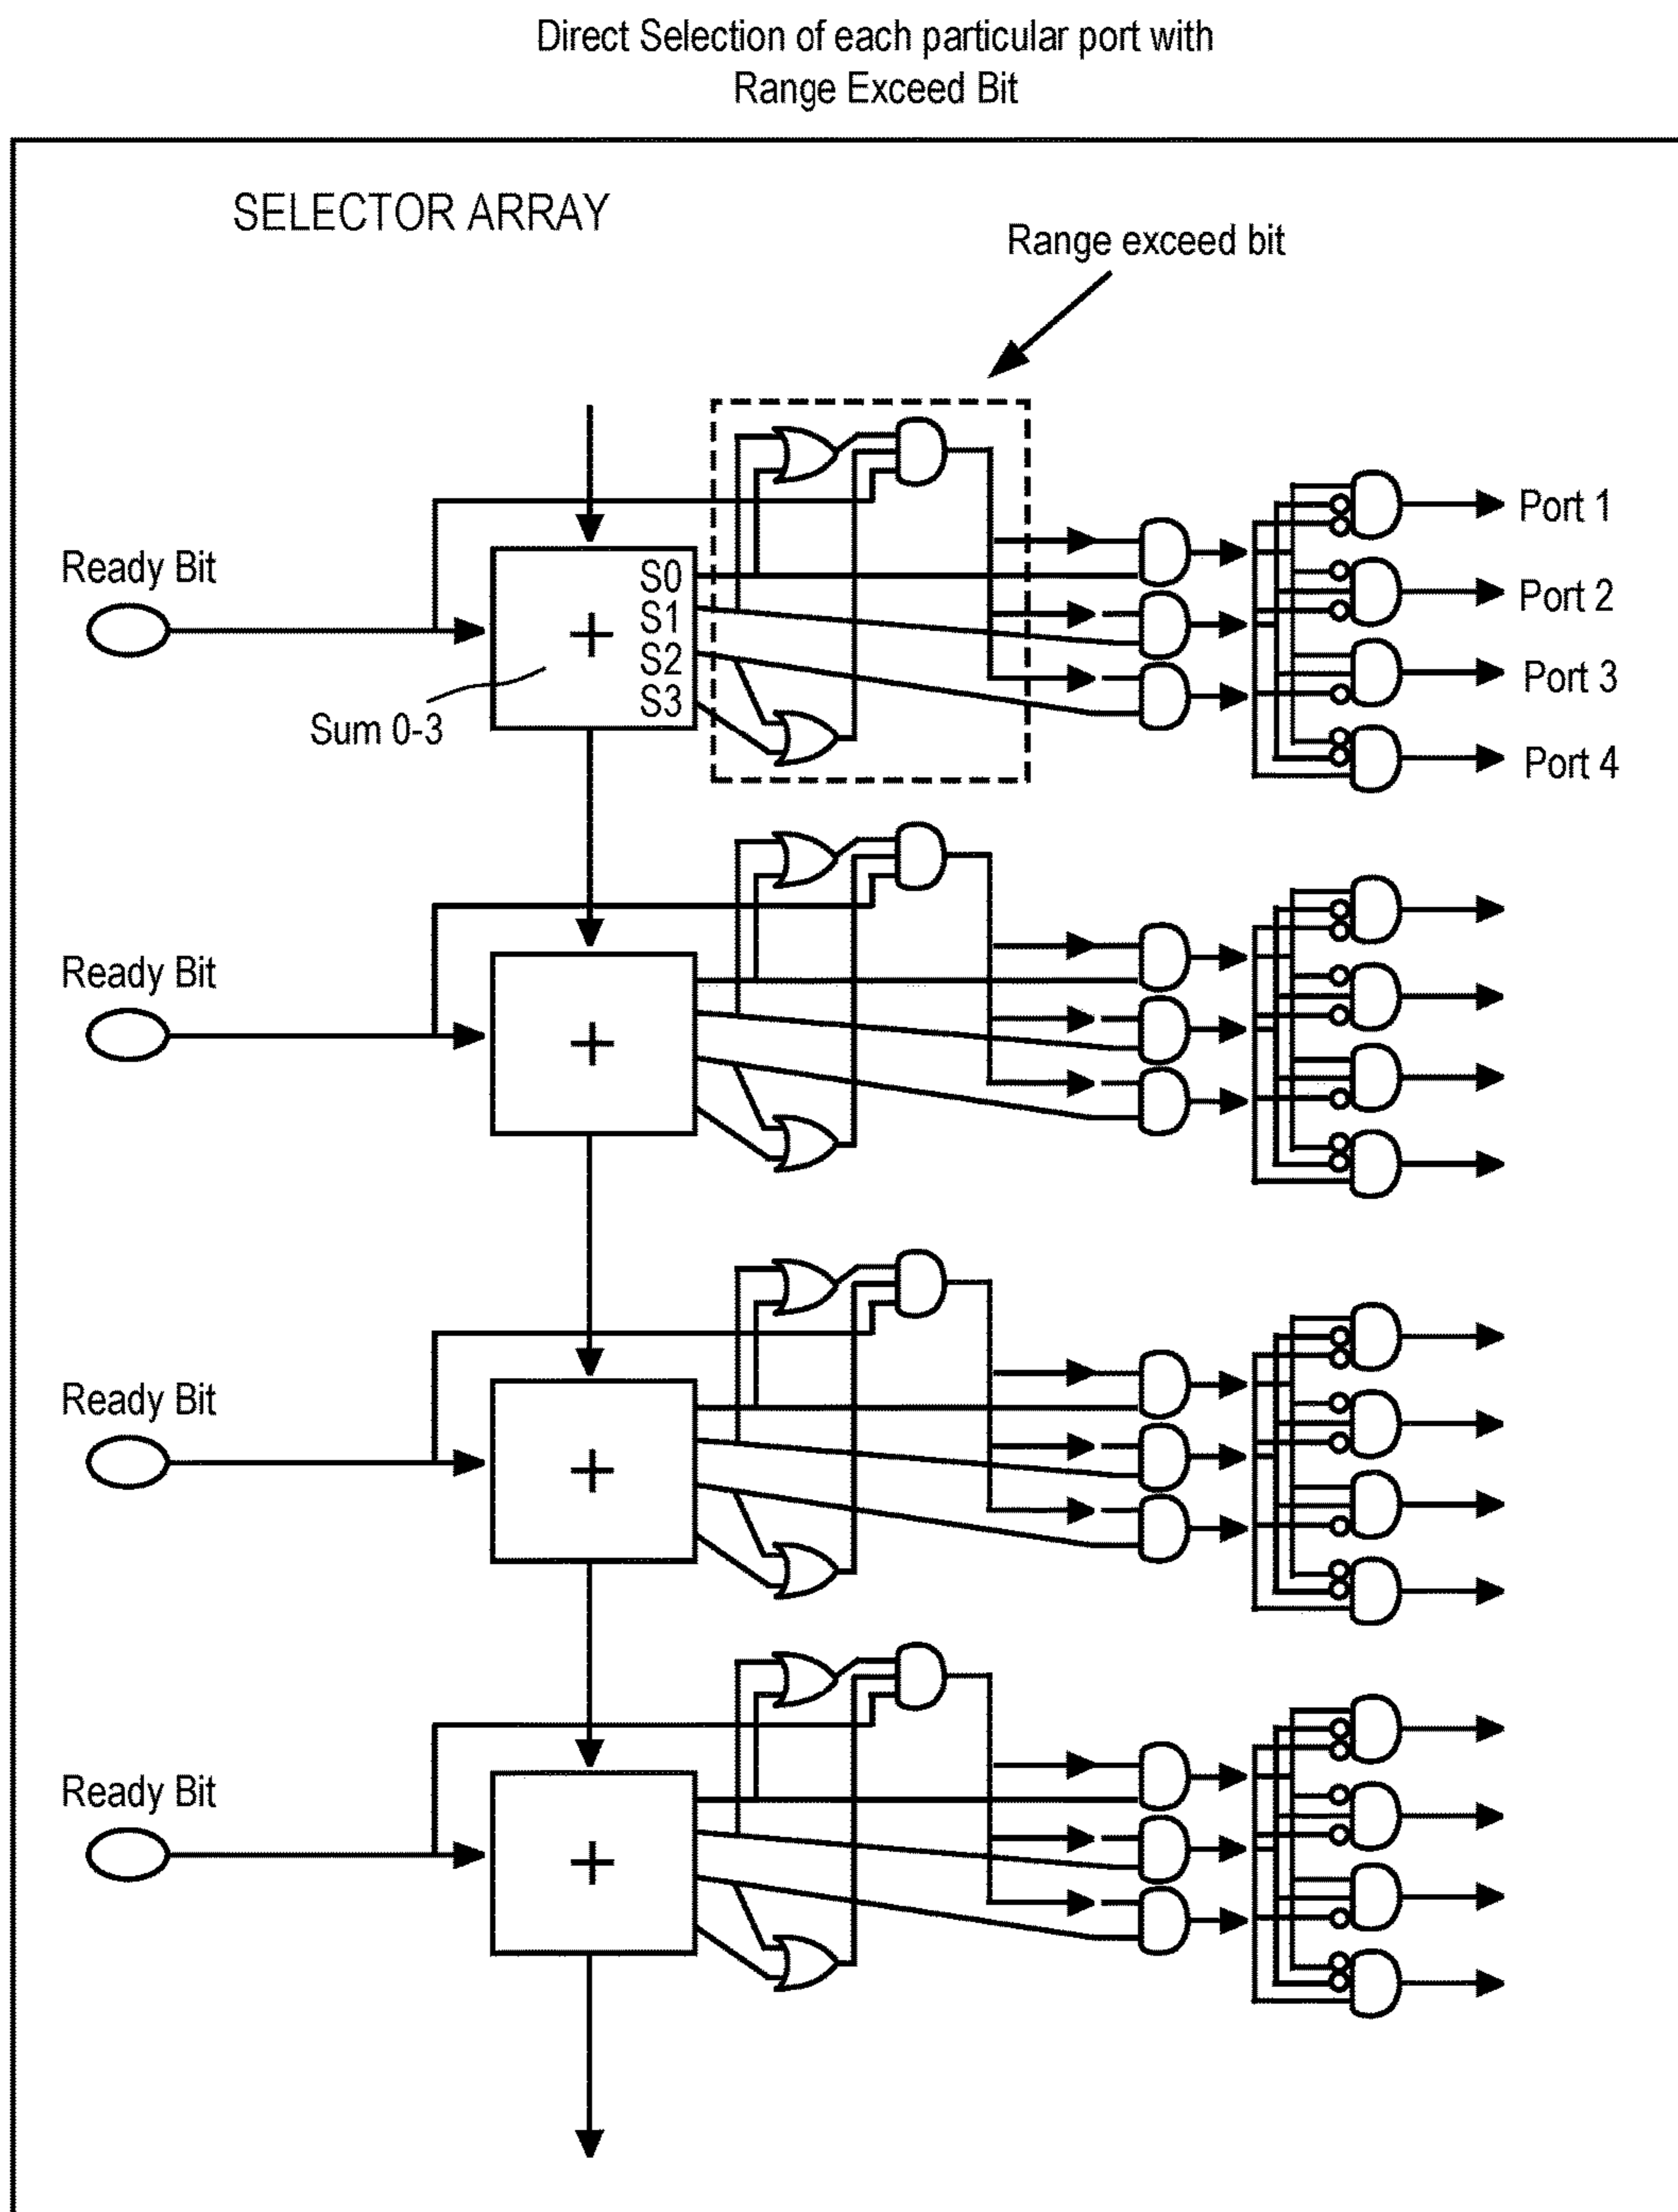 Direct Selection of each particular port with
Range Exceed Bit
SELECTOR ARRAY
Range exceed bit
Port 1
Ready Bit
S0
Port 2
+
S1
S2
Port 3
S3
Sum 0-3
Port 4
Ready Bit
+
Ready Bit
+
Ready Bit
+